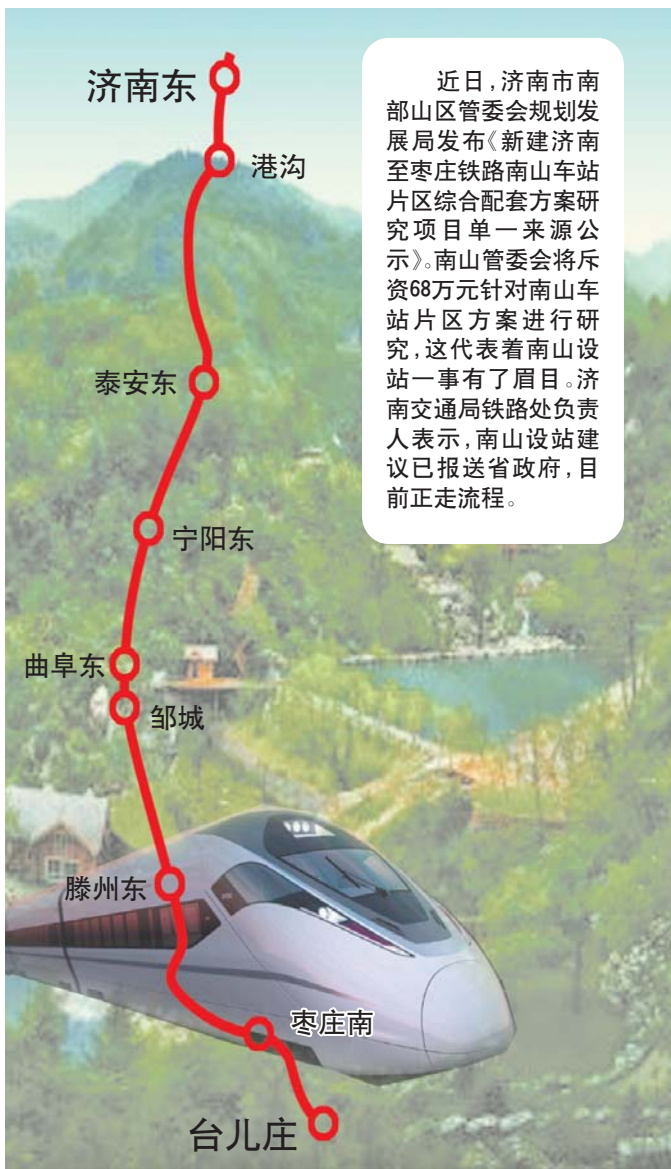 济南东
港沟
泰安东
宁阳东
曲阜东
邹城
滕州东
枣庄南
台儿庄
近日,济南市南
部山区管委会规划发
展局发布《新建济南
至枣庄铁路南山车站
片区综合配套方案研
究项目单一来源公
示》。南山管委会将斥
资68万元针对南山车
站片区方案进行研
究,这代表着南山设
站一事有了眉目。济
南交通局铁路处负责
人表示,南山设站建
议已报送省政府,目
前正走流程。